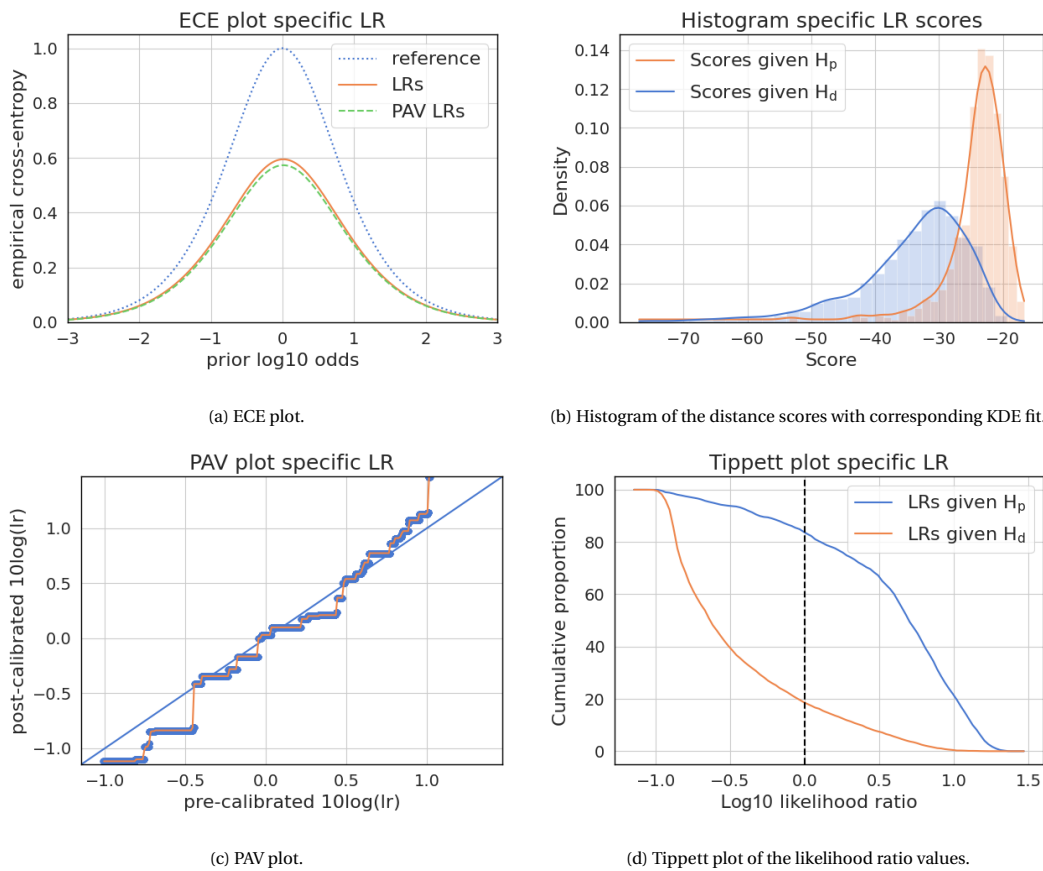 ECE plot specific LR
1.0
0.8
0.6
0.4
0.2
0.0
empirical cross-entropy
reference
LRs
PAV LRs
−3 −2 −1 0 1 2 3
prior log10 odds
(a) ECE plot.
Histogram specific LR scores
0.14
0.12
0.10
0.08
0.06
0.04
0.02
0.00
Density
Scores given Hp
Scores given Hd
−70 −60 −50 −40 −30 −20
Score
(b) Histogram of the distance scores with corresponding KDE fit.
PAV plot specific LR
1.0
0.5
0.0
−0.5
−1.0
post-calibrated 10log(lr)
−1.0 −0.5 0.0 0.5 1.0
pre-calibrated 10log(lr)
(c) PAV plot.
Tippett plot specific LR
100
80
60
40
20
0
Cumulative proportion
LRs given Hp
LRs given Hd
−1.0 −0.5 0.0 0.5 1.0 1.5
Log10 likelihood ratio
(d) Tippett plot of the likelihood ratio values.